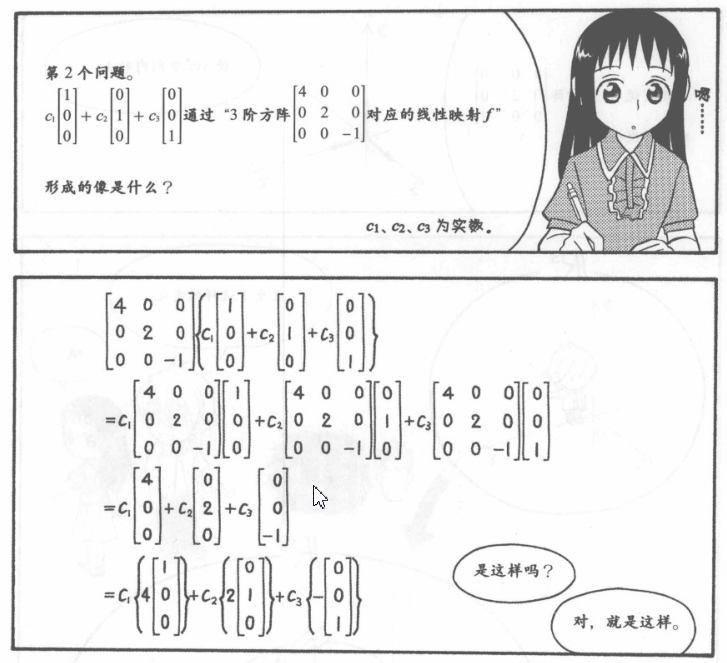 第 2 个问题。
c₁[1 0 0]ᵀ + c₂[0 1 0]ᵀ + c₃[0 0 1]ᵀ 通过“3 阶方阵 [4 0 0; 0 2 0; 0 0 −1] 对应的线性映射 f”
嗯……
形成的像是什么？
c₁、c₂、c₃ 为实数。
[4 0 0; 0 2 0; 0 0 −1]{c₁[1 0 0]ᵀ + c₂[0 1 0]ᵀ + c₃[0 0 1]ᵀ}
=c₁[4 0 0; 0 2 0; 0 0 −1][1 0 0]ᵀ + c₂[4 0 0; 0 2 0; 0 0 −1][0 1 0]ᵀ + c₃[4 0 0; 0 2 0; 0 0 −1][0 0 1]ᵀ
=c₁[4 0 0]ᵀ + c₂[0 2 0]ᵀ + c₃[0 0 −1]ᵀ
=c₁{4[1 0 0]ᵀ}+c₂{2[0 1 0]ᵀ}+c₃{−[0 0 1]ᵀ}
是这样吗？
对，就是这样。